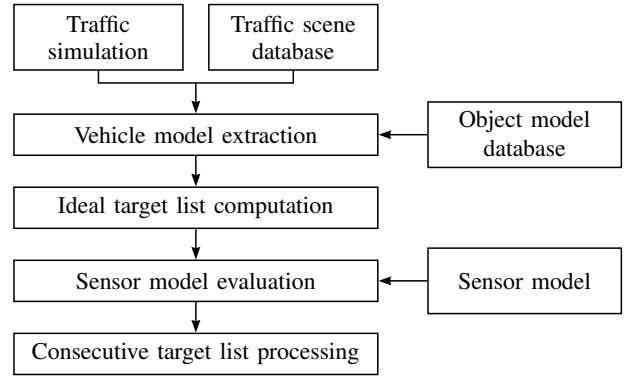 Traffic
simulation
Traffic scene
database
Vehicle model extraction
Object model
database
Ideal target list computation
Sensor model evaluation
Sensor model
Consecutive target list processing